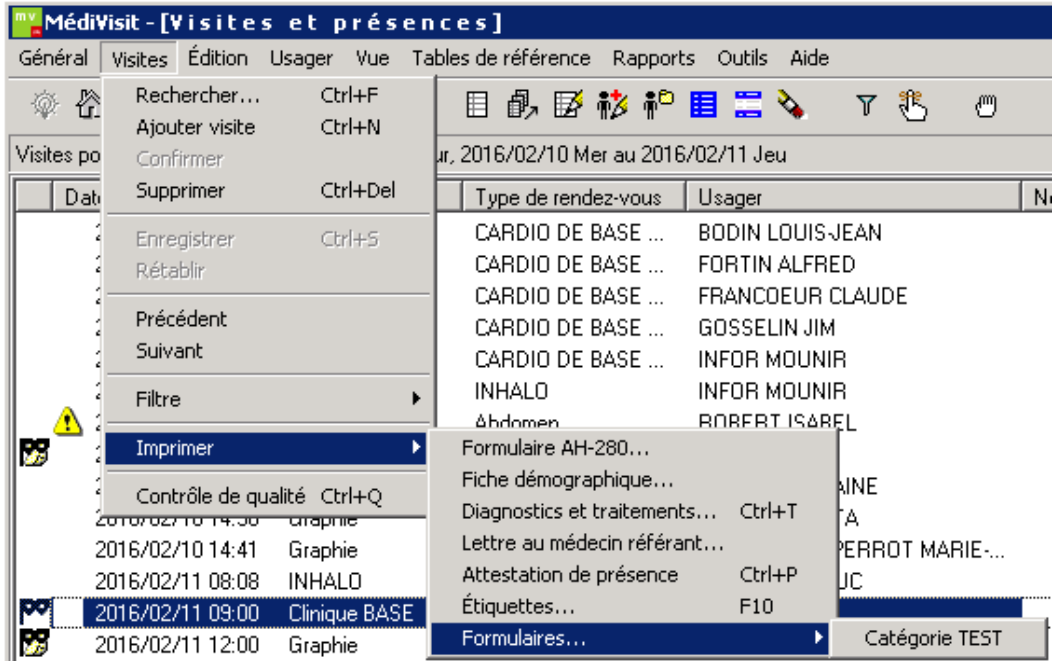 mv MédiVisit - [Visites et présences]
Général Visites Édition Usager Vue Tables de référence Rapports Outils Aide
Rechercher... Ctrl+F
Ajouter visite Ctrl+N
Confirmer
Supprimer Ctrl+Del
Enregistrer Ctrl+S
Rétablir
Précédent
Suivant
Filtre
Imprimer
Contrôle de qualité Ctrl+Q
Visites 2016/02/10 Mer au 2016/02/11 Jeu
Type de rendez-vous Usager
CARDIO DE BASE ... BODIN LOUIS-JEAN
CARDIO DE BASE ... FORTIN ALFRED
CARDIO DE BASE ... FRANCOEUR CLAUDE
CARDIO DE BASE ... GOSSELIN JIM
CARDIO DE BASE ... INFOR MOUNIR
INHALO INFOR MOUNIR
Abdomen ROBERT ISABEL
Formulaire AH-280...
Fiche démographique...
Diagnostics et traitements... Ctrl+T
Lettre au médecin référant...
Attestation de présence Ctrl+P
Étiquettes... F10
Formulaires...
Catégorie TEST
Graphie
2016/02/10 14:41 Graphie PERROT MARIE-...
2016/02/11 08:08 INHALO
2016/02/11 09:00 Clinique BASE
2016/02/11 12:00 Graphie